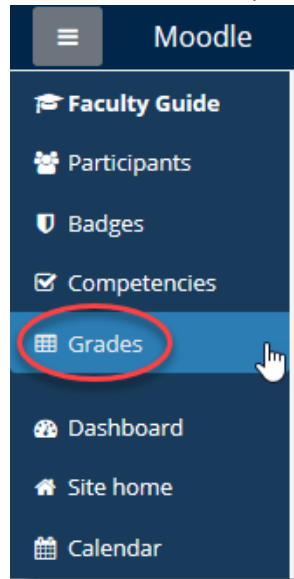 Moodle
Faculty Guide
Participants
Badges
Competencies
Grades
Dashboard
Site home
Calendar